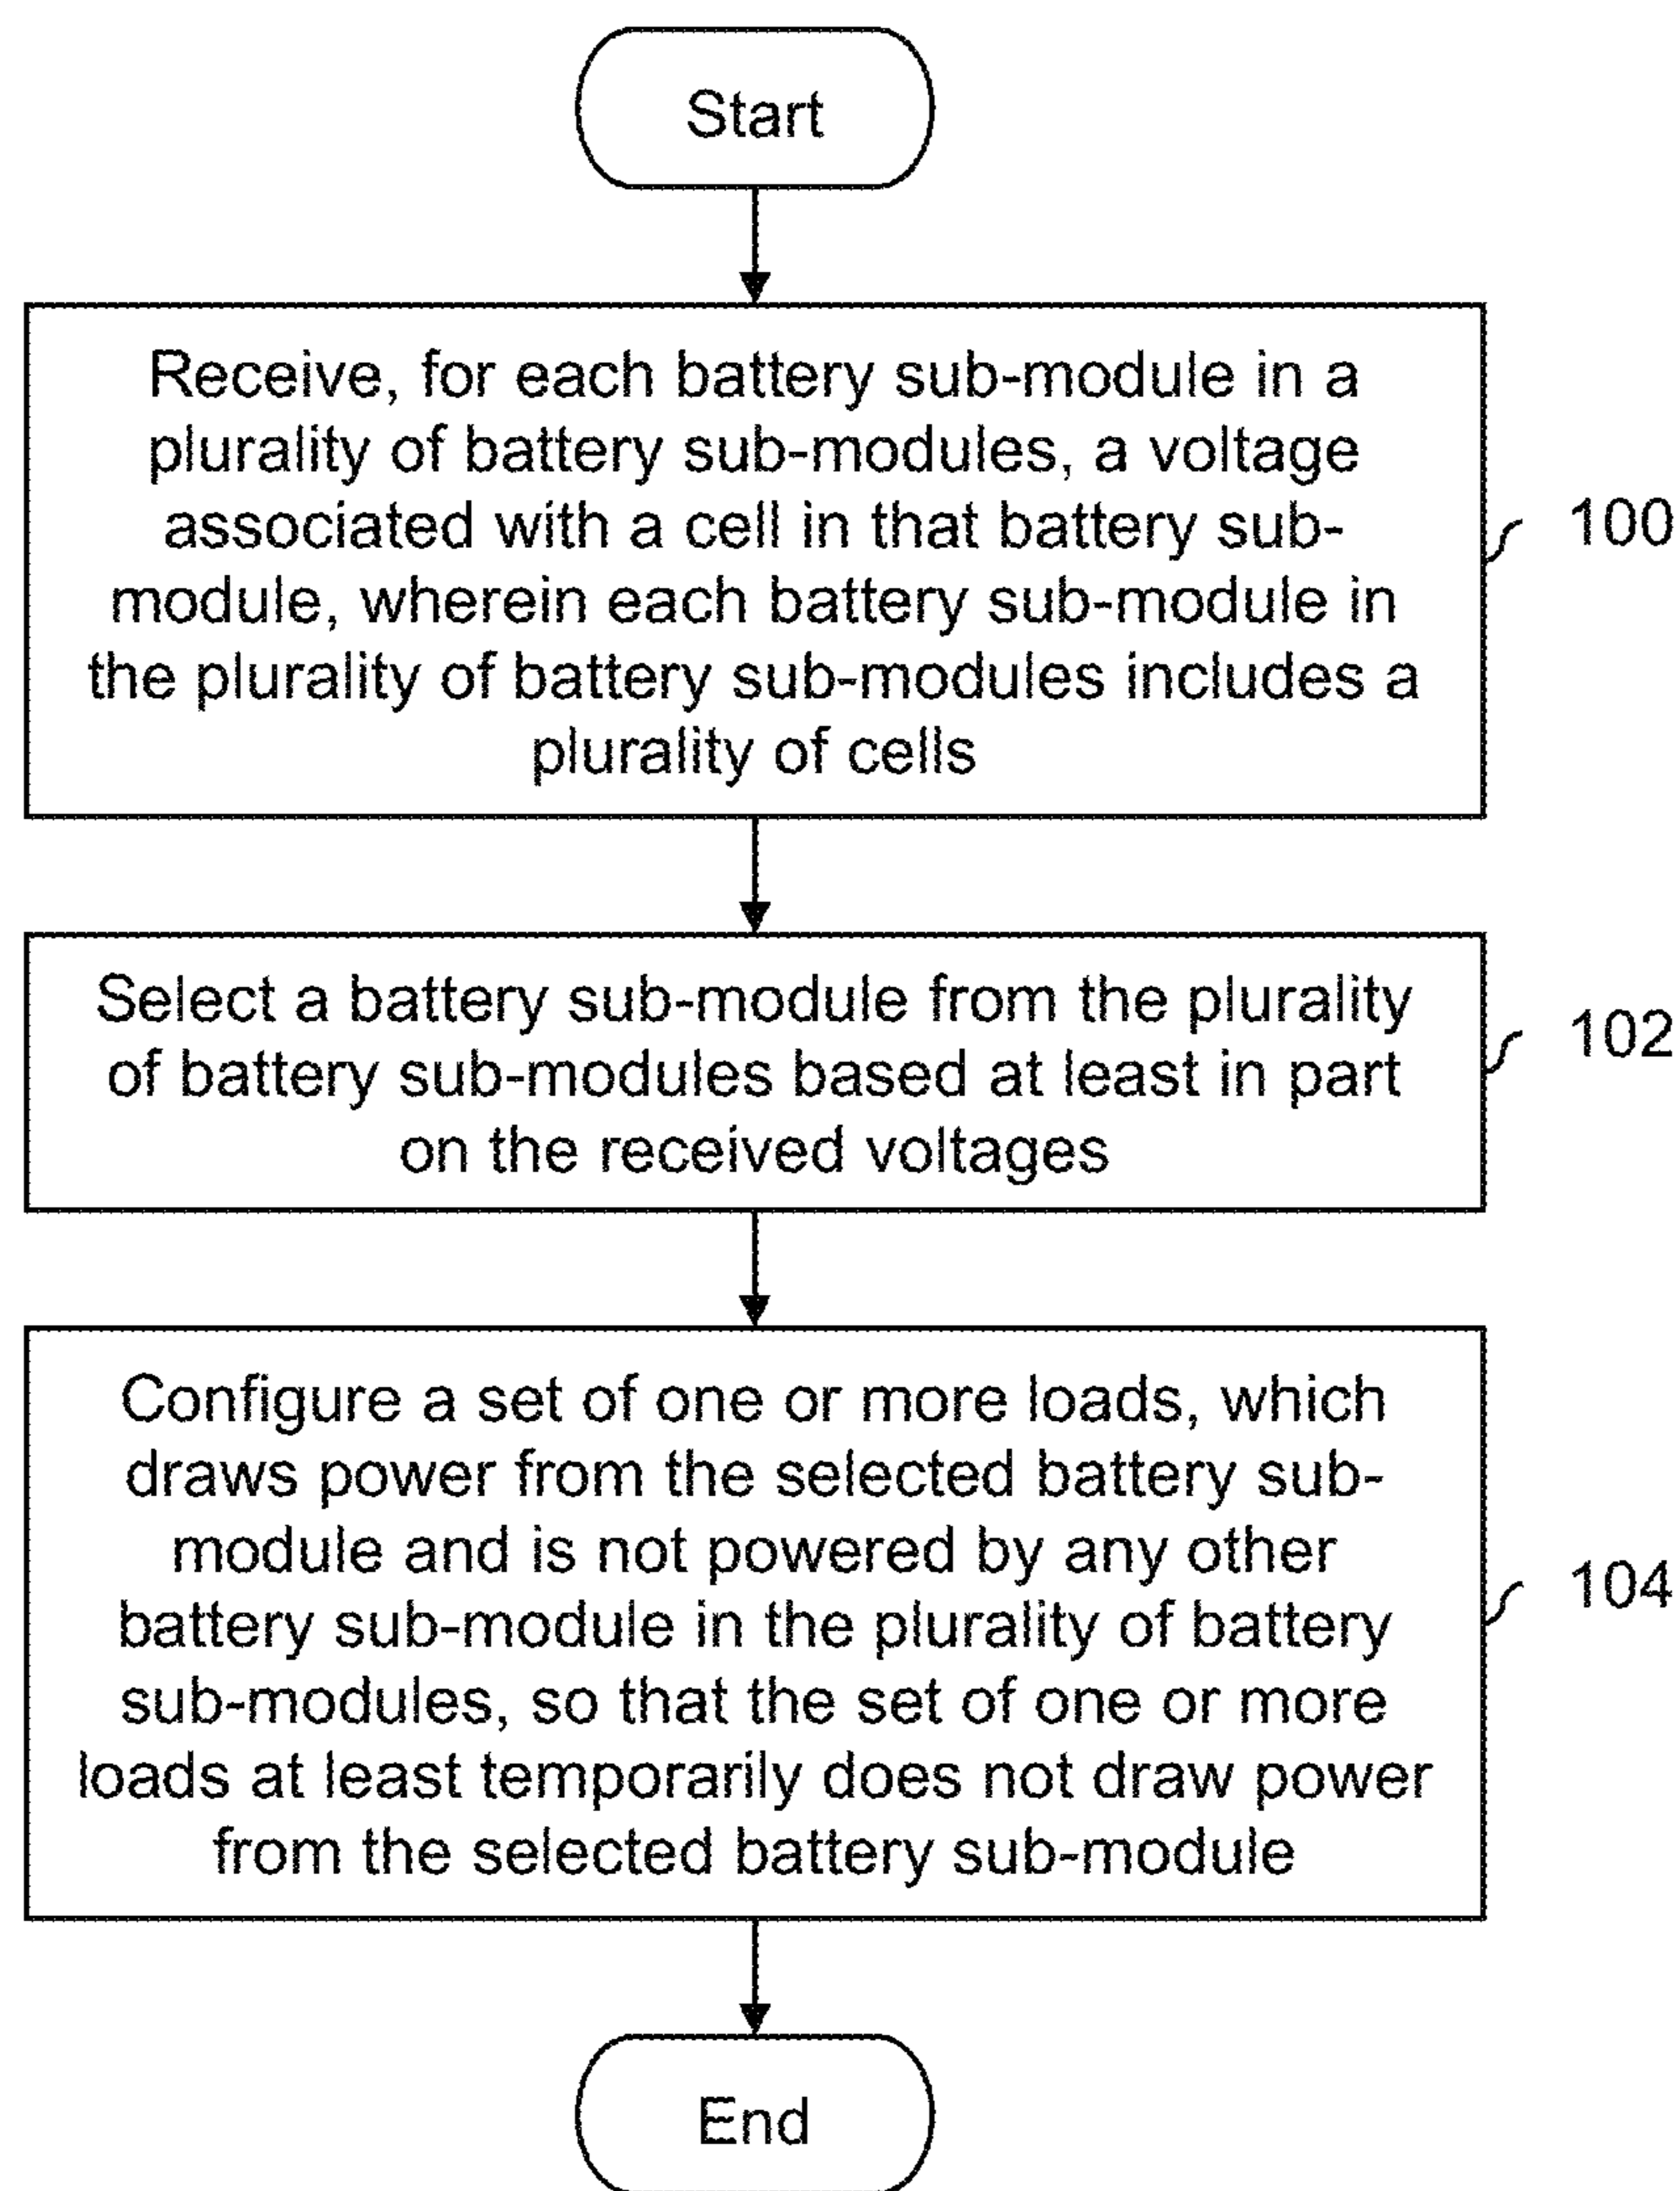 Start
Receive, for each battery sub-module in a
plurality of battery sub-modules, a voltage
associated with a cell in that battery sub-
module, wherein each battery sub-module in
the plurality of battery sub-modules includes a
plurality of cells
100
Select a battery sub-module from the plurality
of battery sub-modules based at least in part
on the received voltages
102
Configure a set of one or more loads, which
draws power from the selected battery sub-
module and is not powered by any other
battery sub-module in the plurality of battery
sub-modules, so that the set of one or more
loads at least temporarily does not draw power
from the selected battery sub-module
104
End